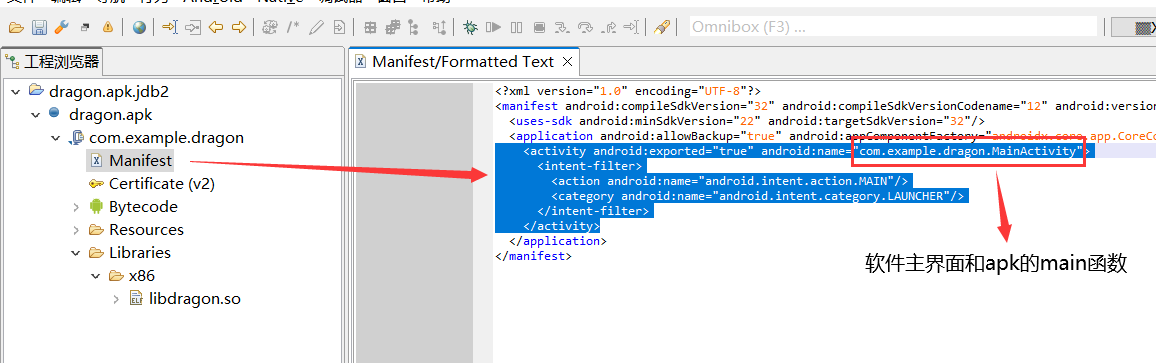 Omnibox (F3) ...
工程浏览器
Manifest/Formatted Text
dragon.apk.jdb2
dragon.apk
com.example.dragon
Manifest
Certificate (v2)
Bytecode
Resources
Libraries
x86
libdragon.so
<?xml version="1.0" encoding="UTF-8"?>
<manifest android:compileSdkVersion="32" android:compileSdkVersionCodename="12" android:version
<uses-sdk android:minSdkVersion="22" android:targetSdkVersion="32"/>
<application android:allowBackup="true" android:appComponentFactory="androidx.core.app.CoreCo
<activity android:exported="true" android:name="com.example.dragon.MainActivity">
<intent-filter>
<action android:name="android.intent.action.MAIN"/>
<category android:name="android.intent.category.LAUNCHER"/>
</intent-filter>
</activity>
</application>
</manifest>
软件主界面和apk的main函数